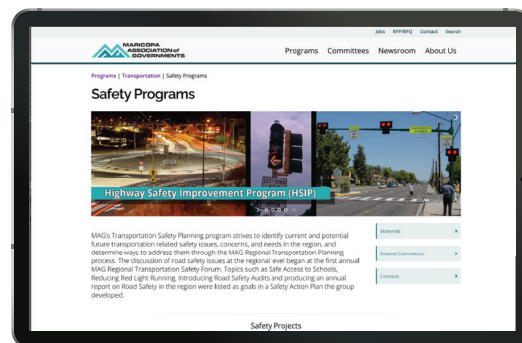 Jobs RFP/RFQ Contact Search
MARICOPA
ASSOCIATION of
GOVERNMENTS
Programs Committees Newsroom About Us
Programs | Transportation | Safety Programs
Safety Programs
Highway Safety Improvement Program (HSIP)
MAG's Transportation Safety Planning program strives to identify current and potential
future transportation related safety issues, concerns, and needs in the region, and
determine ways to address them through the MAG Regional Transportation Planning
process. The discussion of road safety issues at the regional level began at the first annual
MAG Regional Transportation Safety Forum. Topics such as Safe Access to Schools,
Reducing Red Light Running, Introducing Road Safety Audits and producing an annual
report on Road Safety in the region were listed as goals in a Safety Action Plan the group
developed.
Materials
Related Committees
Contacts
Safety Projects